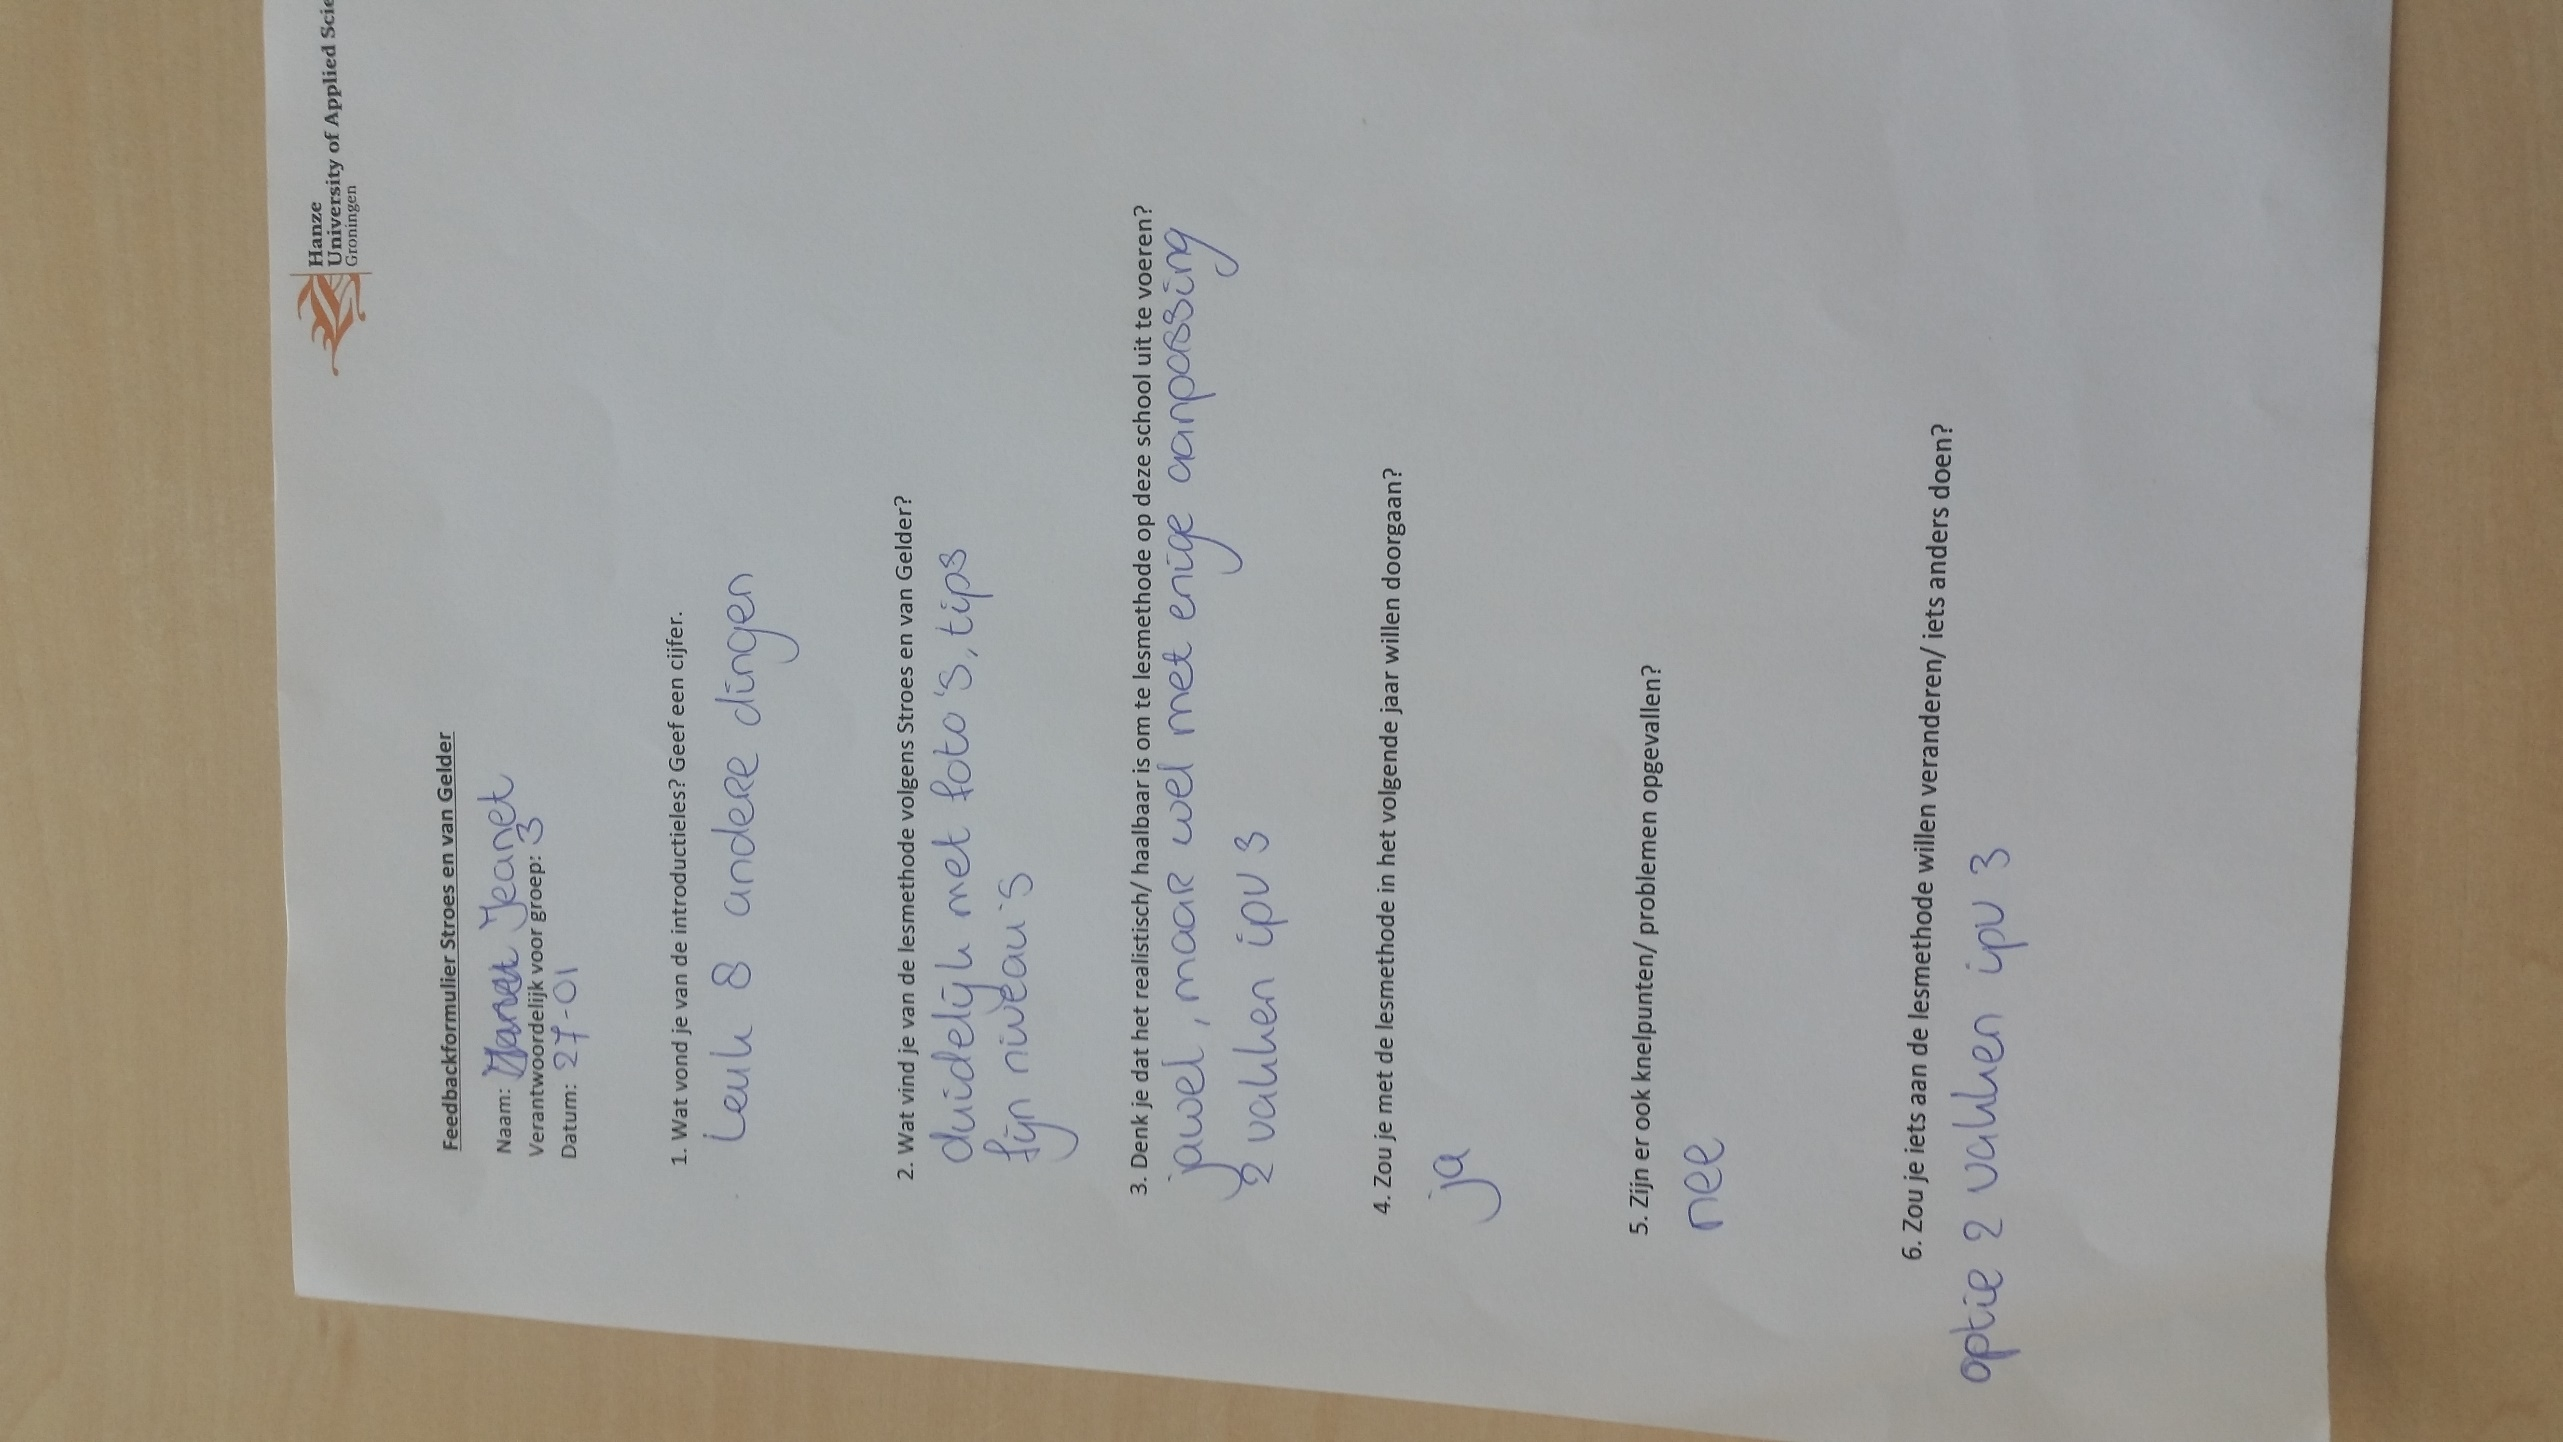 Hanze
University of Applied Scie
Groningen
Feedbackformulier Stroes en van Gelder
Naam: Jeanet
Verantwoordelijk voor groep: 3
Datum: 27-01
1. Wat vond je van de introductieles? Geef een cijfer.
Leuk 8 andere dingen
2. Wat vind je van de lesmethode volgens Stroes en van Gelder?
duidelijk met foto's, tips
fijn niveau's
3. Denk je dat het realistisch/ haalbaar is om te lesmethode op deze school uit te voeren?
jawel, maar wel met enige aanpassing
2 vakken ipv 3
4. Zou je met de lesmethode in het volgende jaar willen doorgaan?
ja
5. Zijn er ook knelpunten/ problemen opgevallen?
nee
6. Zou je iets aan de lesmethode willen veranderen/ iets anders doen?
optie 2 vakken ipv 3